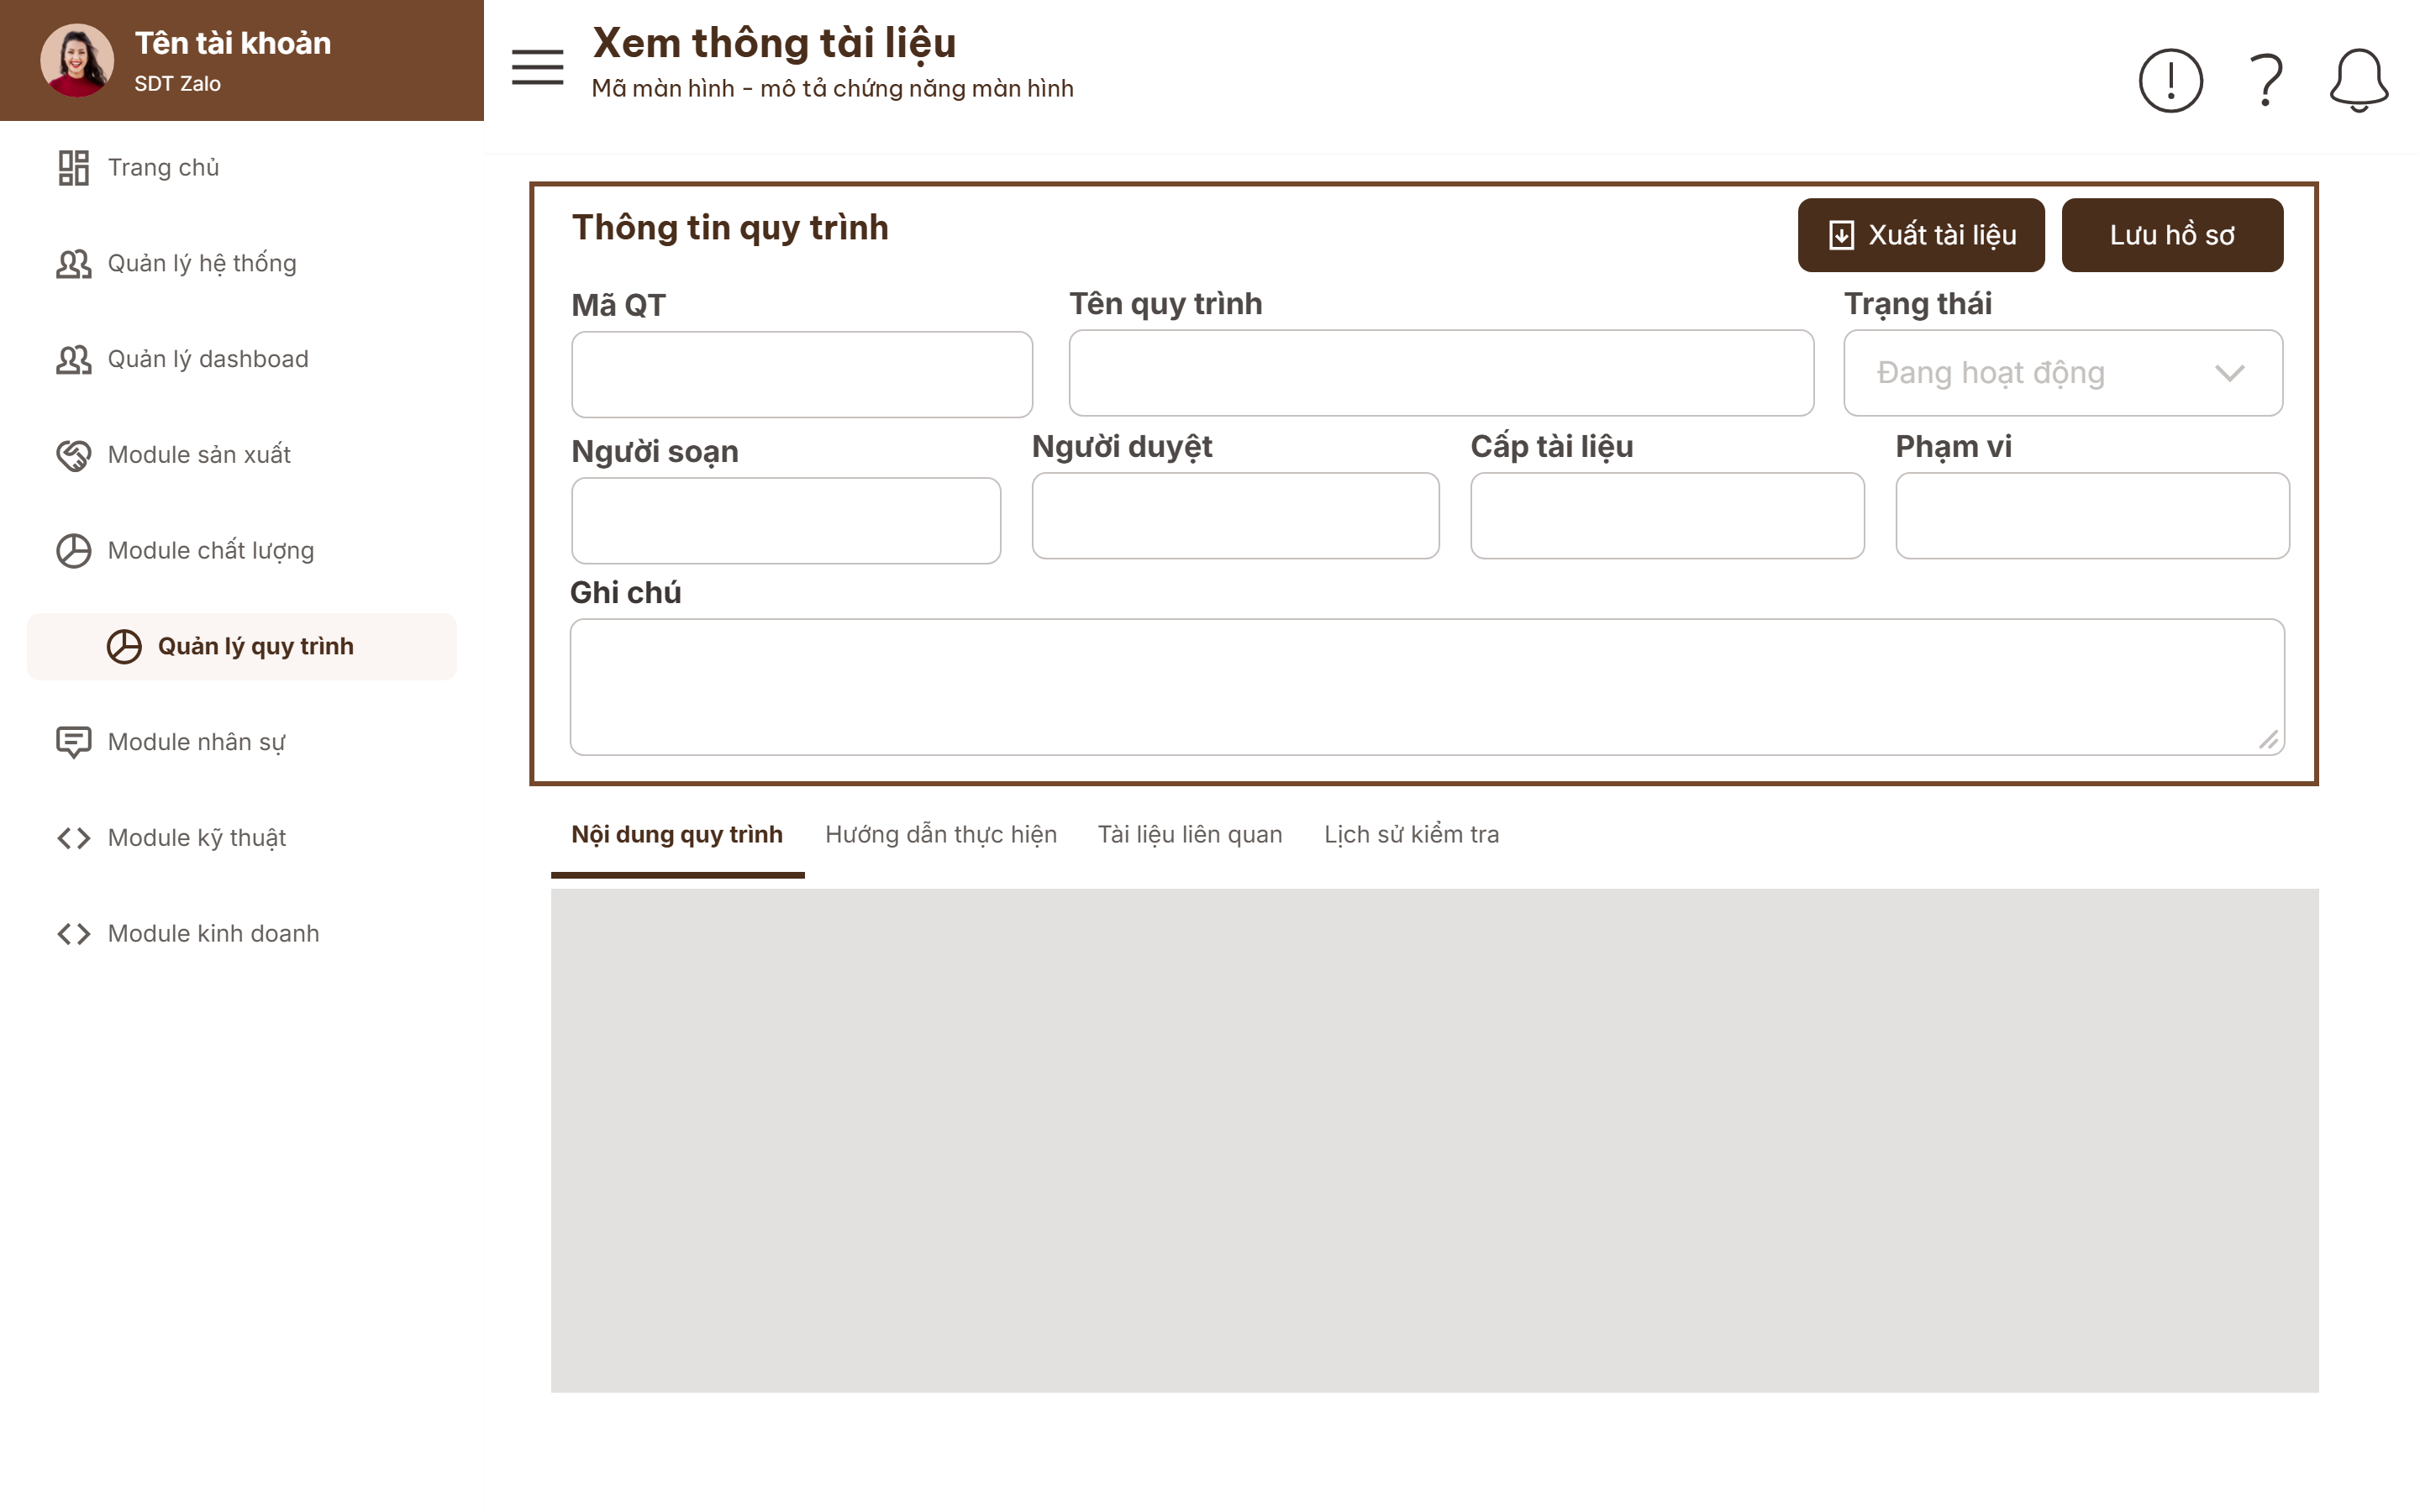 Tên tài khoản
SDT Zalo
Trang chủ
Quản lý hệ thống
Quản lý dashboad
Module sản xuất
Module chất lượng
Quản lý quy trình
Module nhân sự
Module kỹ thuật
Module kinh doanh
Xem thông tài liệu
Mã màn hình - mô tả chứng năng màn hình
Thông tin quy trình
Xuất tài liệu
Lưu hồ sơ
Mã QT
Tên quy trình
Trạng thái
Đang hoạt động
Người soạn
Người duyệt
Cấp tài liệu
Phạm vi
Ghi chú
Nội dung quy trình
Hướng dẫn thực hiện
Tài liệu liên quan
Lịch sử kiểm tra